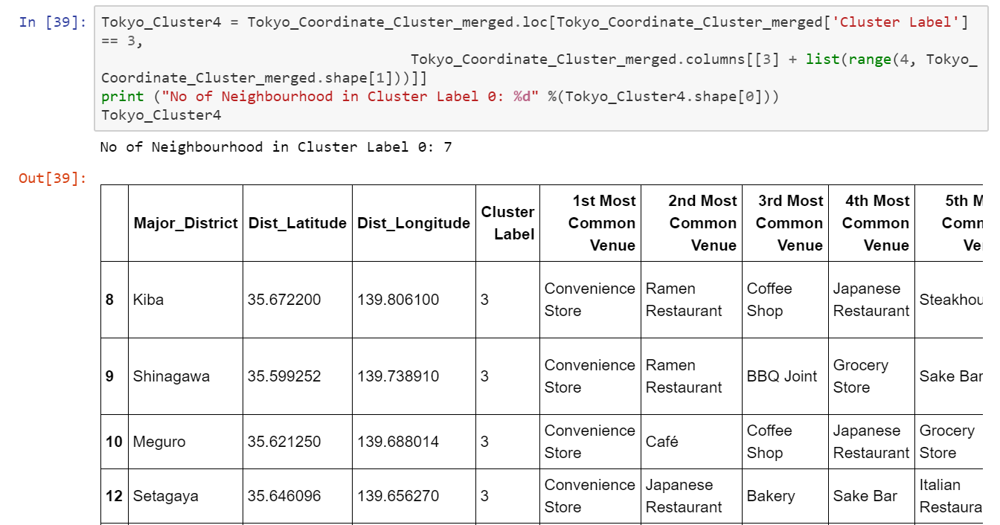 In [39]: Tokyo_Cluster4 = Tokyo_Coordinate_Cluster_merged.loc[Tokyo_Coordinate_Cluster_merged['Cluster Label']
== 3,
Tokyo_Coordinate_Cluster_merged.columns[[3] + list(range(4, Tokyo_
Coordinate_Cluster_merged.shape[1]))]]
print ("No of Neighbourhood in Cluster Label 0: %d" %(Tokyo_Cluster4.shape[0]))
Tokyo_Cluster4
No of Neighbourhood in Cluster Label 0: 7
Out[39]:
Major_District Dist_Latitude Dist_Longitude Cluster Label 1st Most Common Venue 2nd Most Common Venue 3rd Most Common Venue 4th Most Common Venue 5th M Comn Ve
8 Kiba 35.672200 139.806100 3 Convenience Store Ramen Restaurant Coffee Shop Japanese Restaurant Steakhou
9 Shinagawa 35.599252 139.738910 3 Convenience Store Ramen Restaurant BBQ Joint Grocery Store Sake Bar
10 Meguro 35.621250 139.688014 3 Convenience Store Café Coffee Shop Japanese Restaurant Grocery Store
12 Setagaya 35.646096 139.656270 3 Convenience Store Japanese Restaurant Bakery Sake Bar Italian Restaura